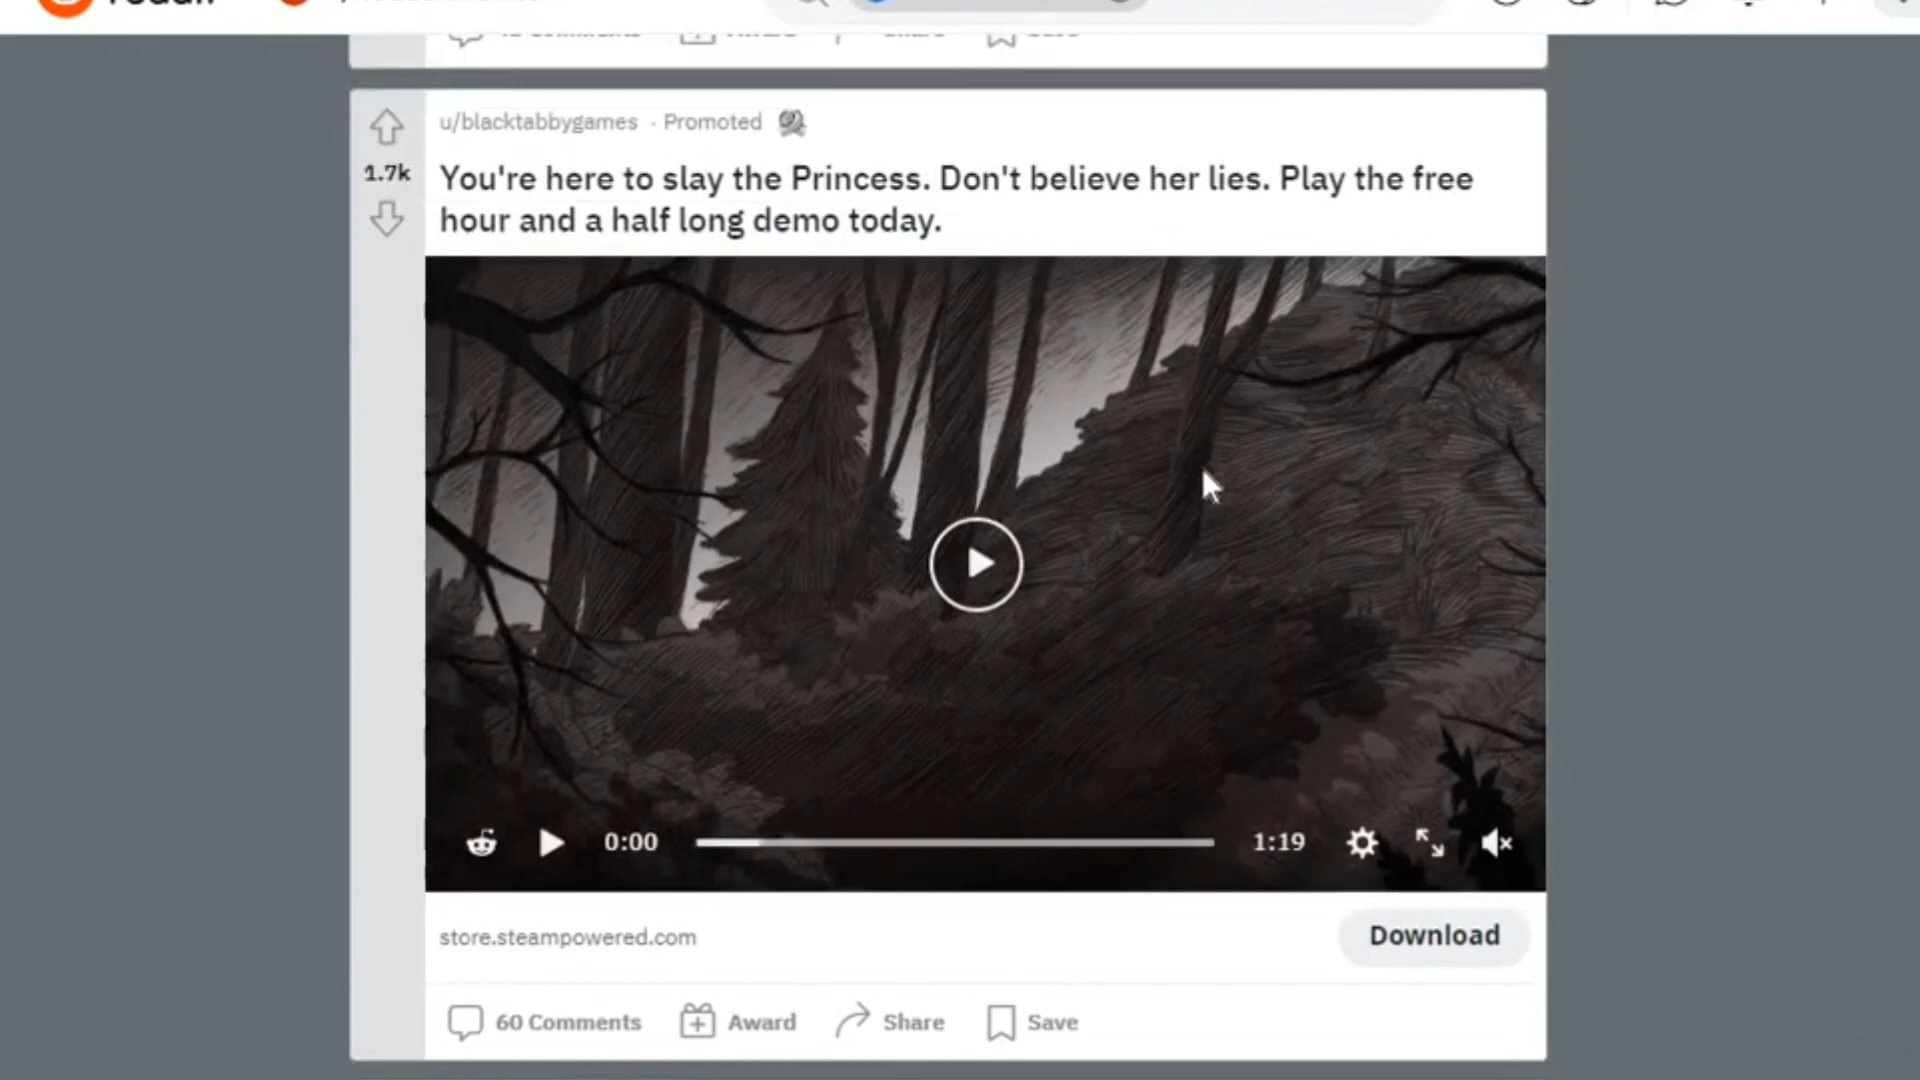 u/blacktabbygames · Promoted
1.7k
You're here to slay the Princess. Don't believe her lies. Play the free
hour and a half long demo today.
0:00
1:19
store.steampowered.com
Download
60 Comments Award Share Save